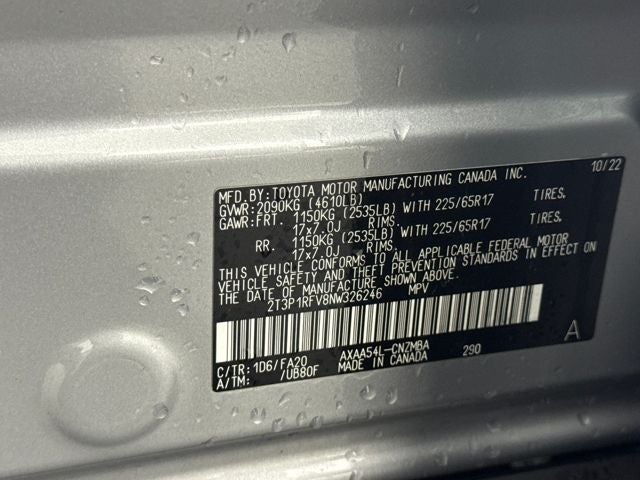 10/22
MFD.BY: TOYOTA MOTOR MANUFACTURING CANADA INC.
GVWR: 2090KG (4610LB)
GAWR: FRT. 1150KG (2535LB) WITH 225/65R17 TIRES,
17x7.0J RIMS.
RR. 1150KG (2535LB) WITH 225/65R17 TIRES,
17x7.0J RIMS.
THIS VEHICLE CONFORMS TO ALL APPLICABLE FEDERAL MOTOR
VEHICLE SAFETY AND THEFT PREVENTION STANDARDS IN EFFECT ON
THE DATE OF MANUFACTURE SHOWN ABOVE.
2T3P1RFV8NW326246 MPV
C/TR: 1D6/FA20 AXAA54L-CNZMBA 290 A
A/TM: /UB80F MADE IN CANADA